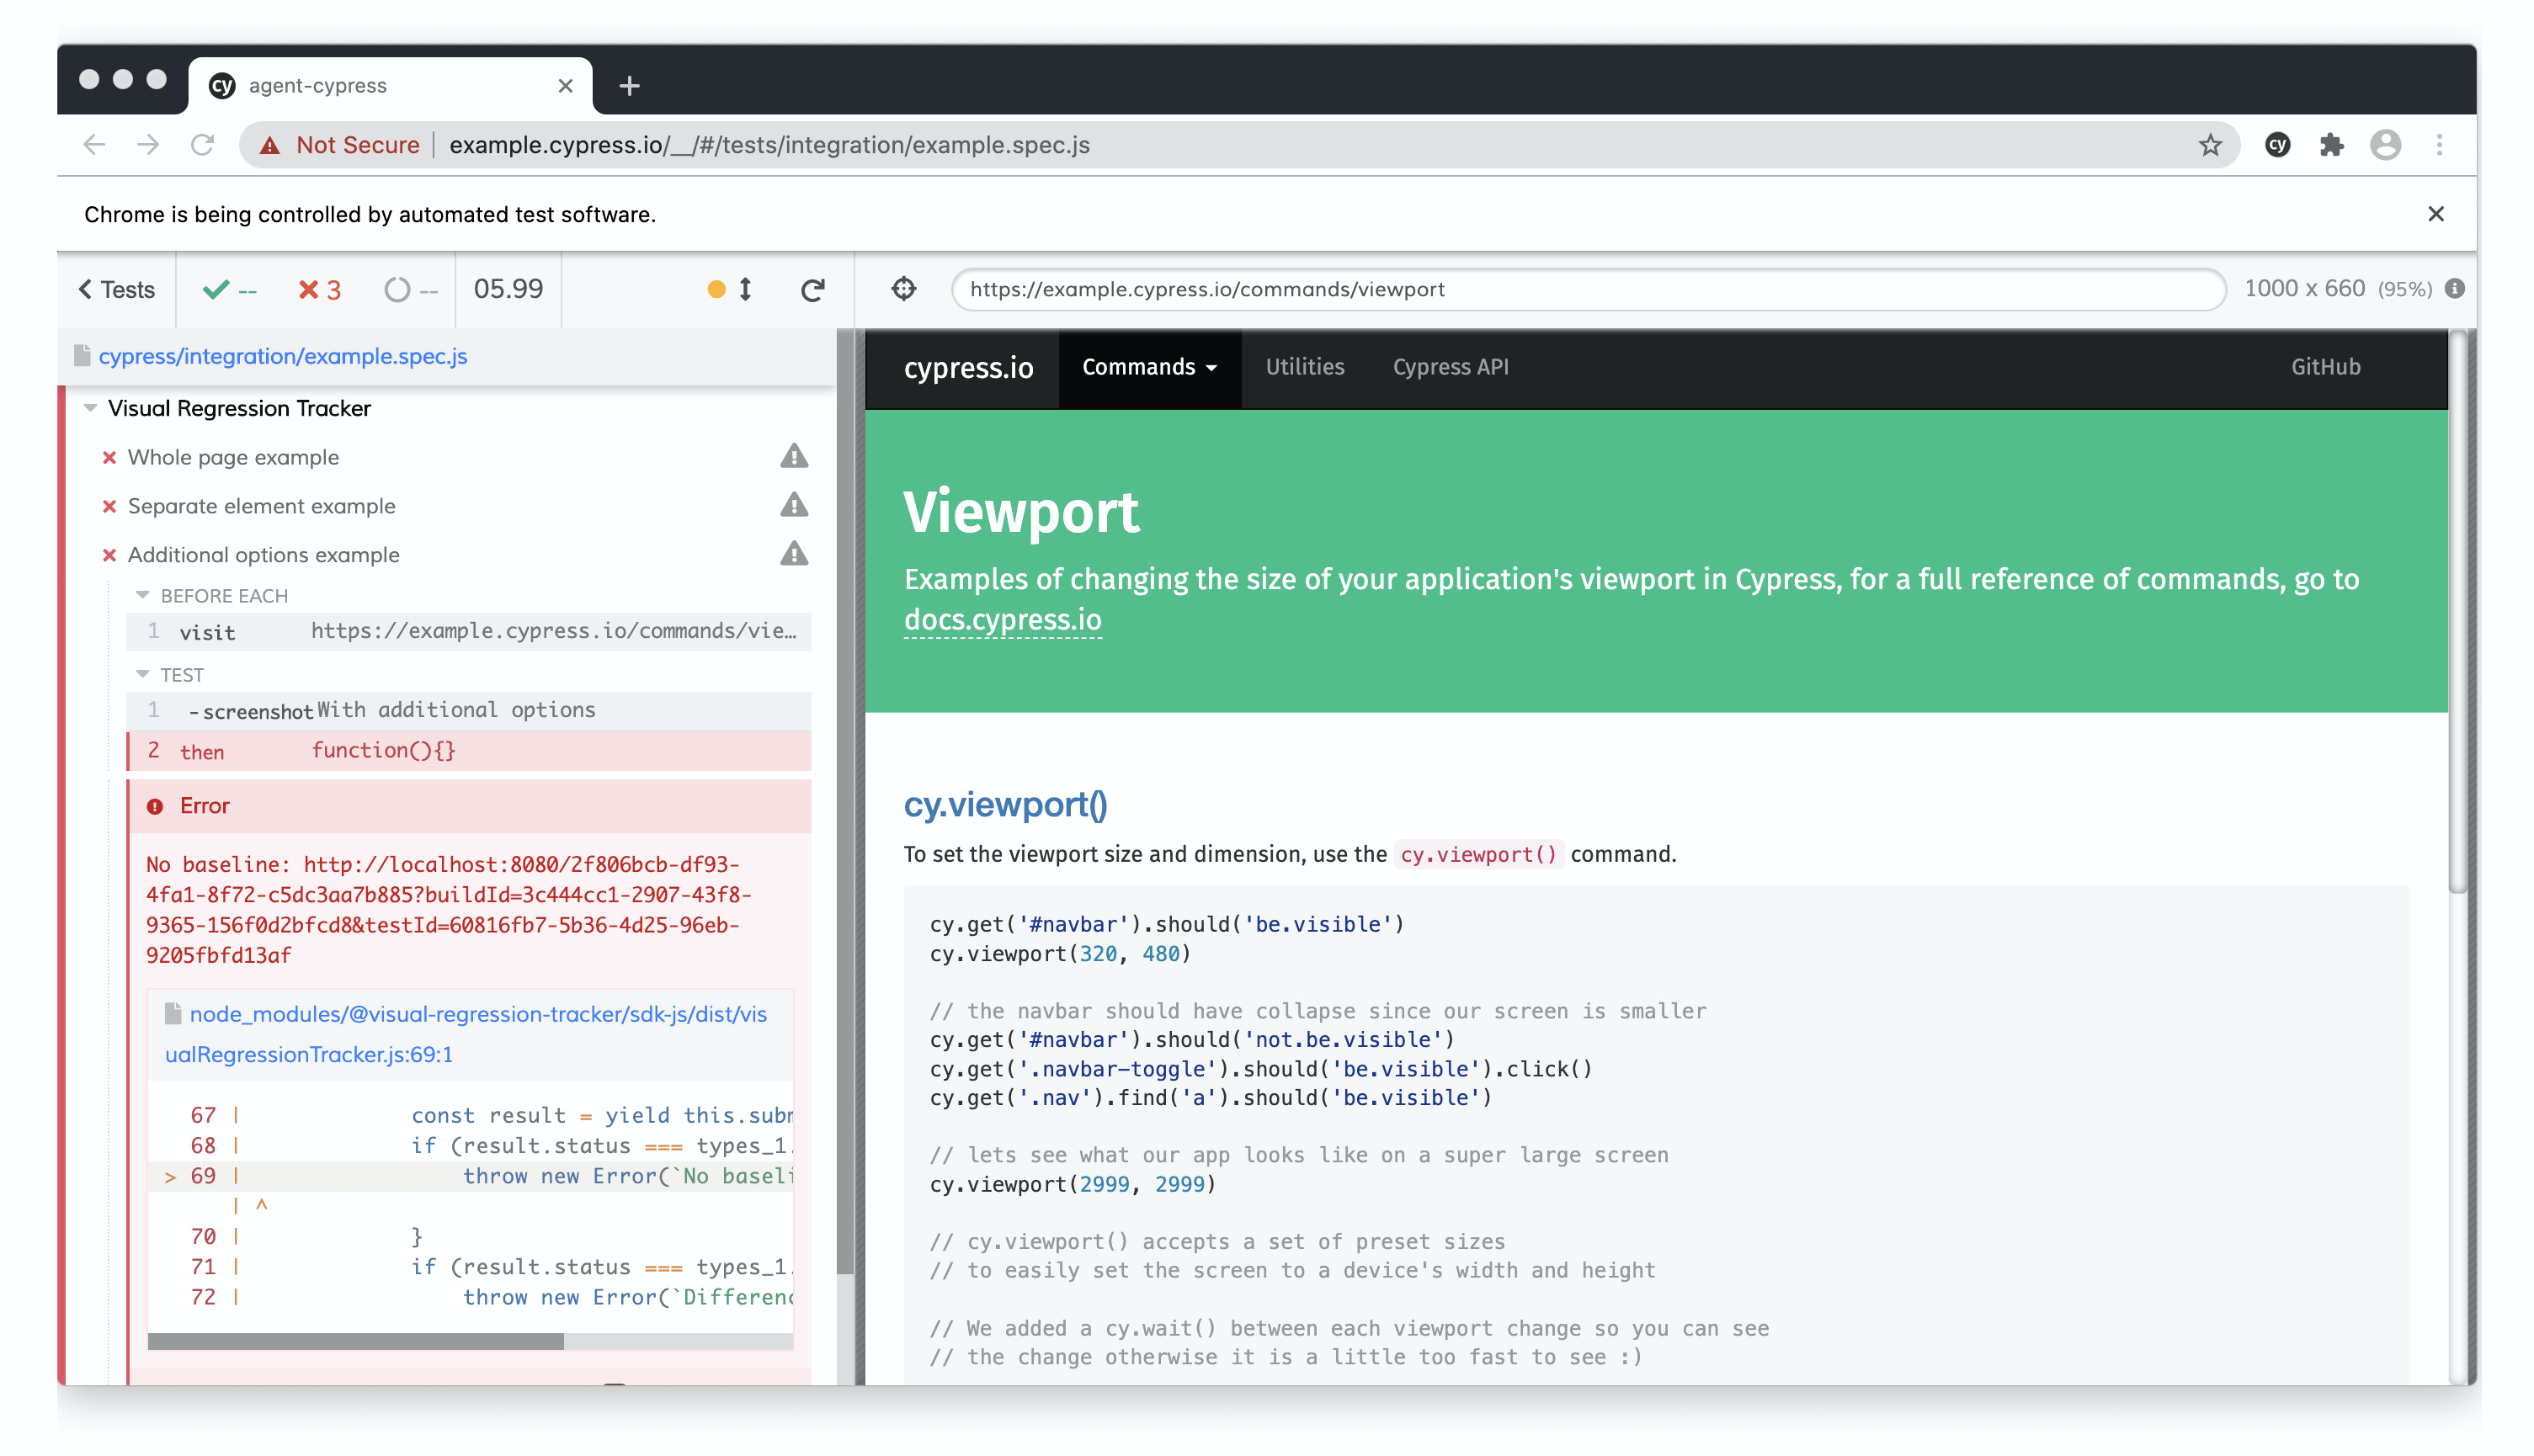 cy agent-cypress
Not Secure example.cypress.io/__/#/tests/integration/example.spec.js
cy
Chrome is being controlled by automated test software.
Tests -- 3 -- 05.99
https://example.cypress.io/commands/viewport 1000 x 660 (95%)
cypress/integration/example.spec.js
Visual Regression Tracker
Whole page example
Separate element example
Additional options example
BEFORE EACH
1 visit https://example.cypress.io/commands/vie…
TEST
1 -screenshot With additional options
2 then function(){}
Error
No baseline: http://localhost:8080/2f806bcb-df93-
4fa1-8f72-c5dc3aa7b885?buildId=3c444cc1-2907-43f8-
9365-156f0d2bfcd8&testId=60816fb7-5b36-4d25-96eb-
9205fbfd13af
node_modules/@visual-regression-tracker/sdk-js/dist/vis
ualRegressionTracker.js:69:1
67 | const result = yield this.subm
68 | if (result.status === types_1.
> 69 | throw new Error(`No baseli
| ^
70 | }
71 | if (result.status === types_1.
72 | throw new Error(`Differenc
cypress.io Commands Utilities Cypress API GitHub
Viewport
Examples of changing the size of your application's viewport in Cypress, for a full reference of commands, go to
docs.cypress.io
cy.viewport()
To set the viewport size and dimension, use the cy.viewport() command.
cy.get('#navbar').should('be.visible')
cy.viewport(320, 480)
// the navbar should have collapse since our screen is smaller
cy.get('#navbar').should('not.be.visible')
cy.get('.navbar-toggle').should('be.visible').click()
cy.get('.nav').find('a').should('be.visible')
// lets see what our app looks like on a super large screen
cy.viewport(2999, 2999)
// cy.viewport() accepts a set of preset sizes
// to easily set the screen to a device's width and height
// We added a cy.wait() between each viewport change so you can see
// the change otherwise it is a little too fast to see :)